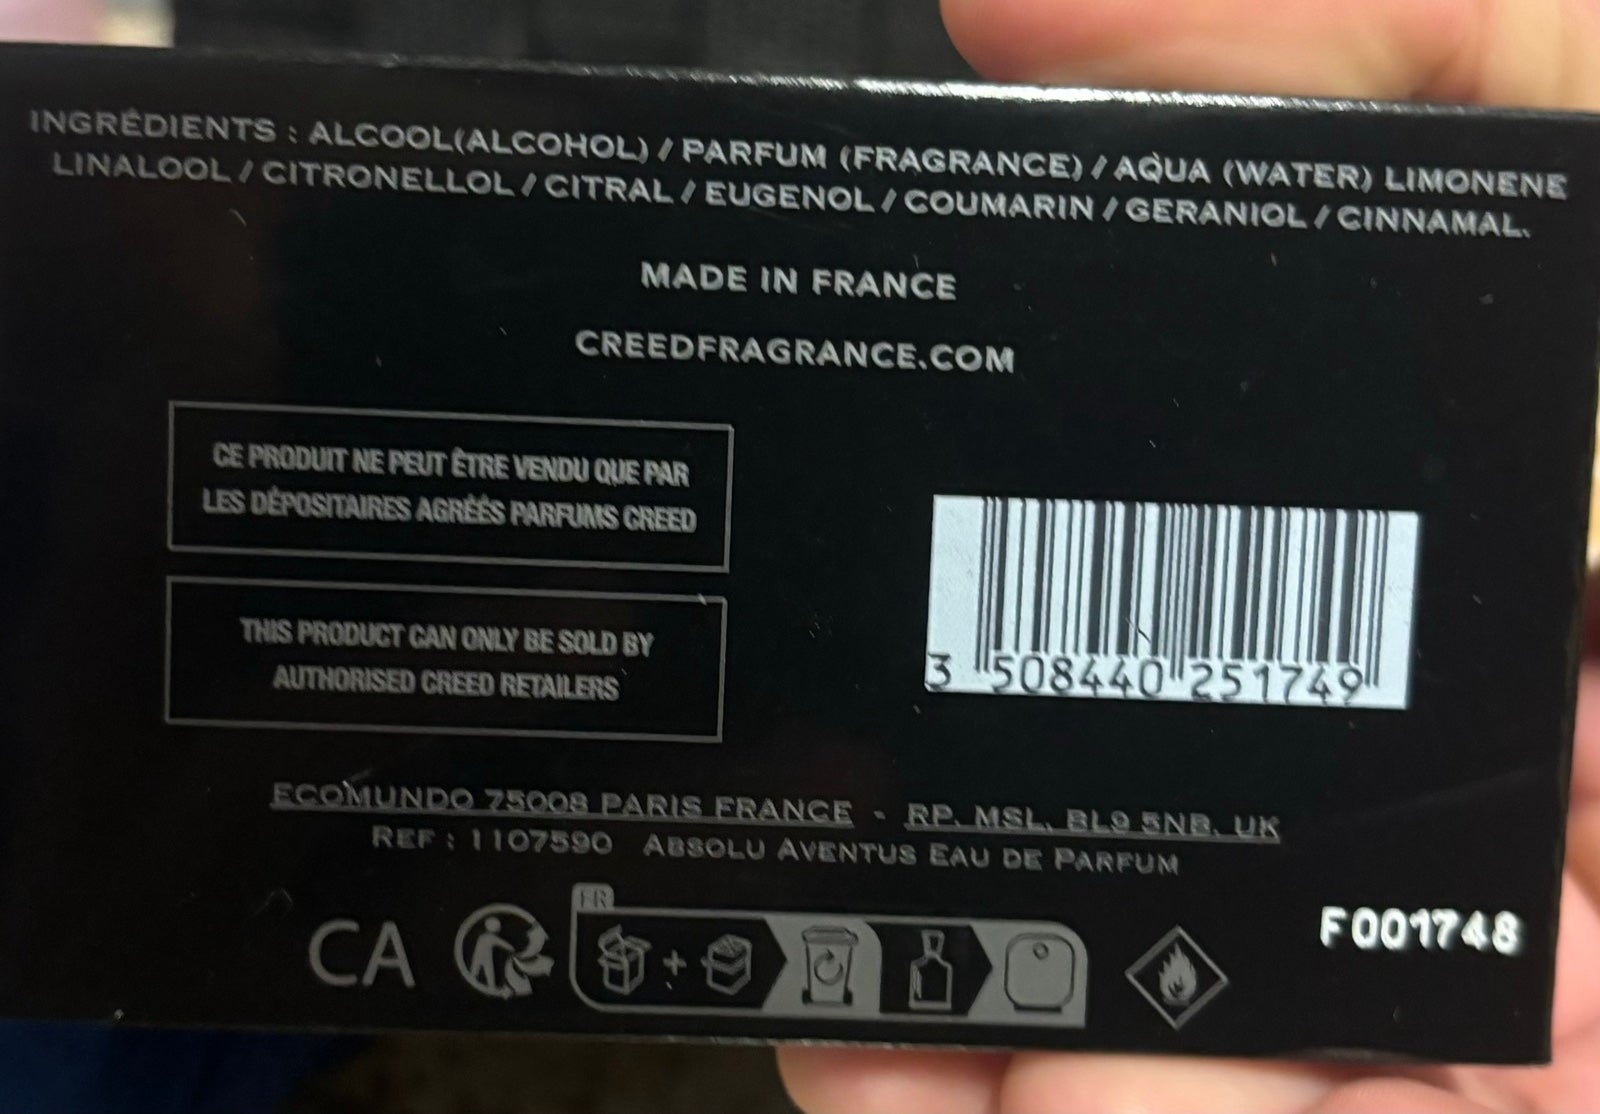 INGRÉDIENTS : ALCOOL(ALCOHOL) / PARFUM (FRAGRANCE) / AQUA (WATER) LIMONENE
LINALOOL / CITRONELLOL / CITRAL / EUGENOL / COUMARIN / GERANIOL / CINNAMAL.
MADE IN FRANCE
CREEDFRAGRANCE.COM
CE PRODUIT NE PEUT ÊTRE VENDU QUE PAR
LES DÉPOSITAIRES AGRÉÉS PARFUMS CREED
THIS PRODUCT CAN ONLY BE SOLD BY
AUTHORISED CREED RETAILERS
3 508440 251749
ECOMUNDO 75008 PARIS FRANCE - RP. MSL. BL9 5NB. UK
REF : 1107590 ABSOLU AVENTUS EAU DE PARFUM
FR
CA
F001748